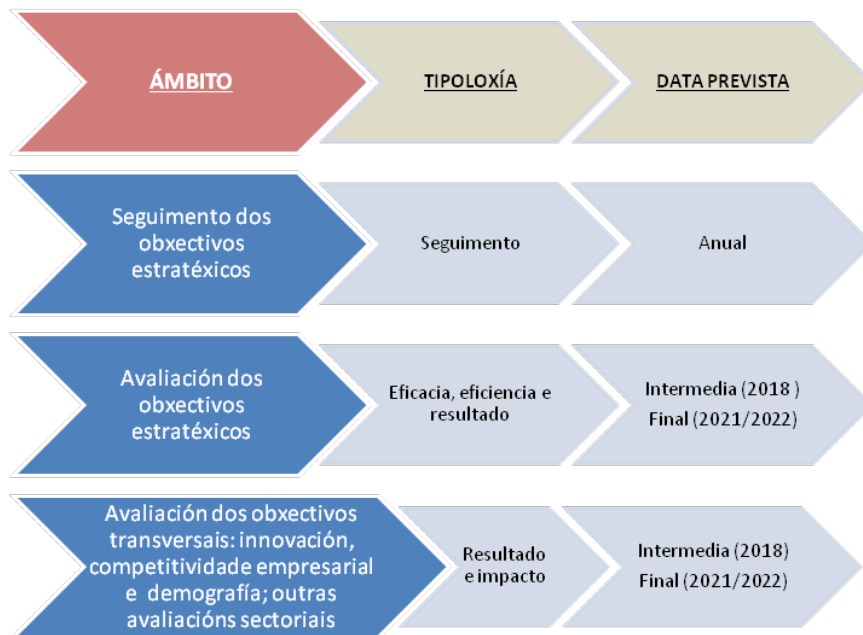 ÁMBITO
TIPOLOXÍA
DATA PREVISTA
Seguimento dos
obxectivos
estratéxicos
Seguimento
Anual
Avaliación dos
obxectivos
estratéxicos
Eficacia, eficiencia e
resultado
Intermedia (2018 )
Final (2021/2022)
Avaliación dos obxectivos
transversais: innovación,
competitividade empresarial
e demografía; outras
avaliacións sectoriais
Resultado
e impacto
Intermedia (2018)
Final (2021/2022)